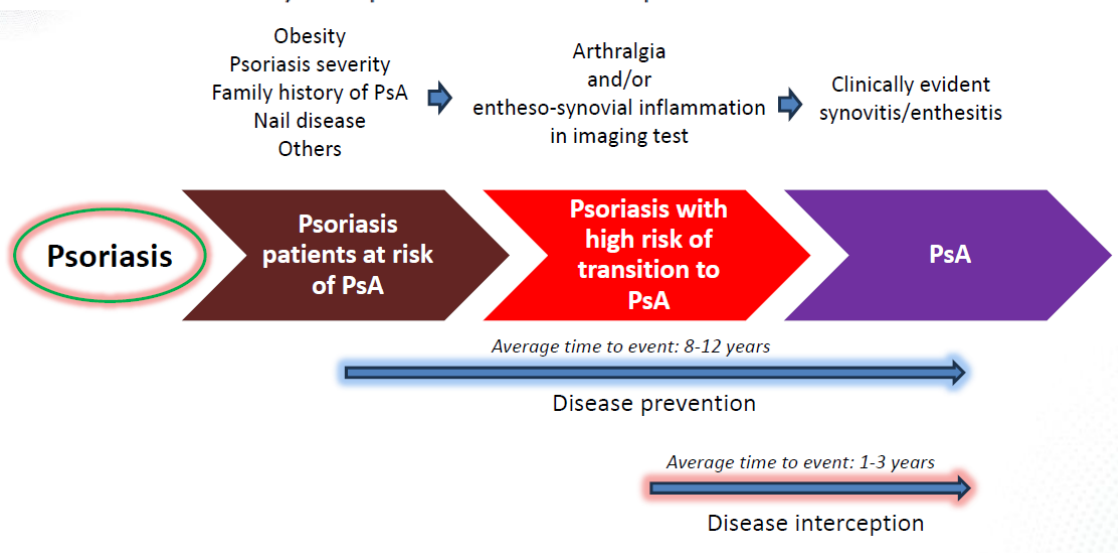 Obesity
Psoriasis severity
Family history of PsA
Nail disease
Others
Arthralgia
and/or
entheso-synovial inflammation
in imaging test
Clinically evident
synovitis/enthesitis
Psoriasis
Psoriasis
patients at risk
of PsA
Psoriasis with
high risk of
transition to
PsA
PsA
Average time to event: 8-12 years
Disease prevention
Average time to event: 1-3 years
Disease interception